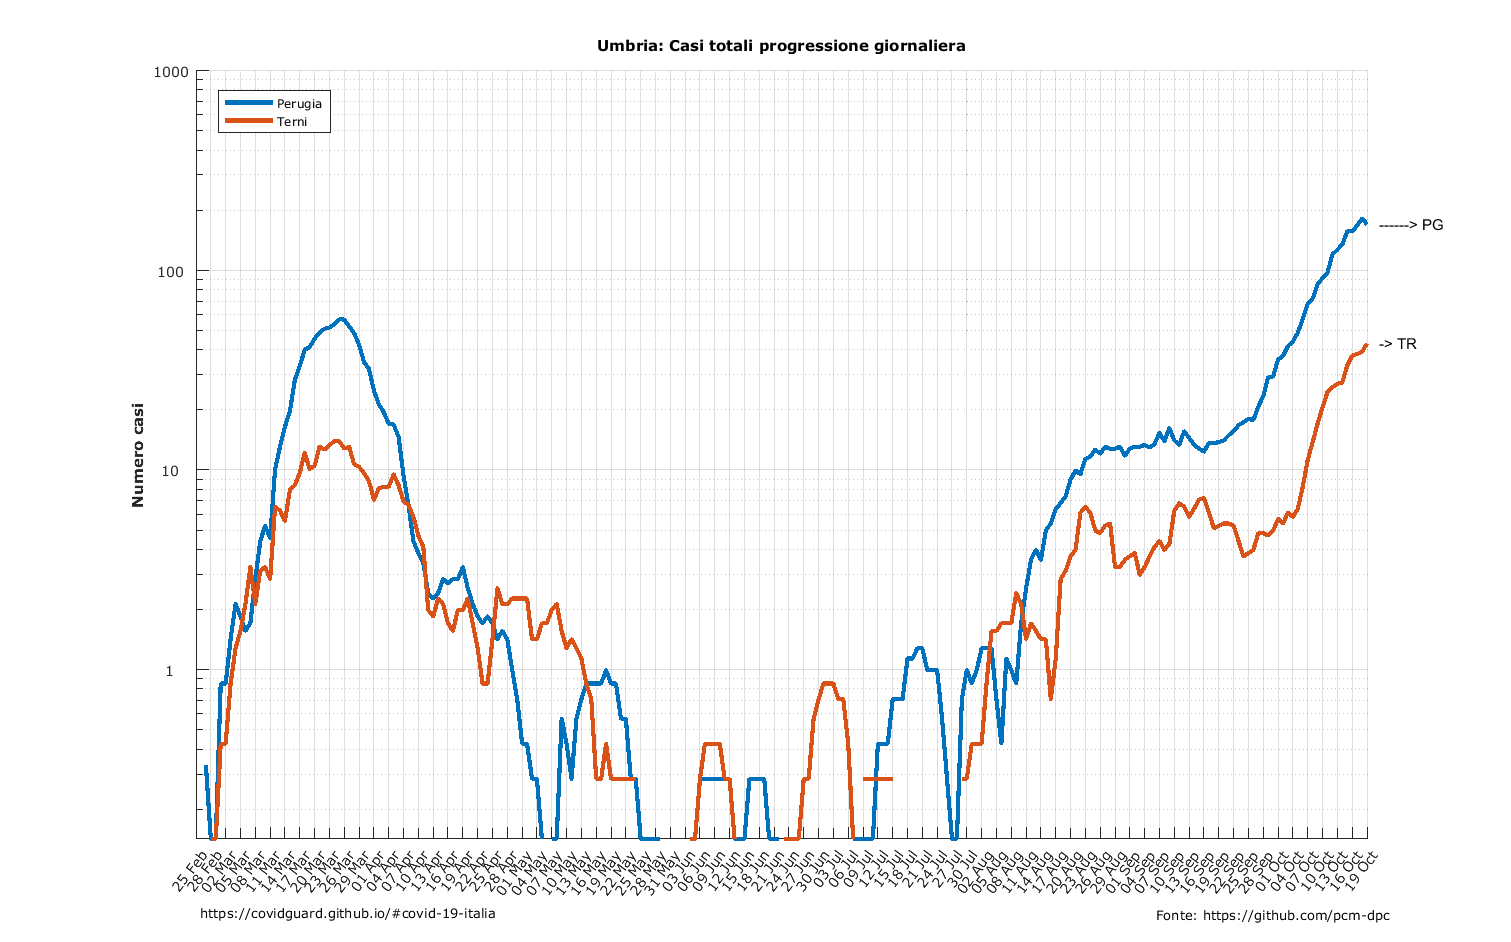 Umbria: Casi totali progressione giornaliera
1000
100
10
1
Numero casi
Perugia
Terni
------> PG
-> TR
25 Feb
28 Feb
02 Mar
05 Mar
08 Mar
11 Mar
14 Mar
17 Mar
20 Mar
23 Mar
26 Mar
29 Mar
01 Apr
04 Apr
07 Apr
10 Apr
13 Apr
16 Apr
19 Apr
22 Apr
25 Apr
28 Apr
01 May
04 May
07 May
10 May
13 May
16 May
19 May
22 May
25 May
28 May
31 May
03 Jun
06 Jun
09 Jun
12 Jun
15 Jun
18 Jun
21 Jun
24 Jun
27 Jun
30 Jun
03 Jul
06 Jul
09 Jul
12 Jul
15 Jul
18 Jul
21 Jul
24 Jul
27 Jul
30 Jul
02 Aug
05 Aug
08 Aug
11 Aug
14 Aug
17 Aug
20 Aug
23 Aug
26 Aug
29 Aug
01 Sep
04 Sep
07 Sep
10 Sep
13 Sep
16 Sep
19 Sep
22 Sep
25 Sep
28 Sep
01 Oct
04 Oct
07 Oct
10 Oct
13 Oct
16 Oct
19 Oct
https://covidguard.github.io/#covid-19-italia
Fonte: https://github.com/pcm-dpc